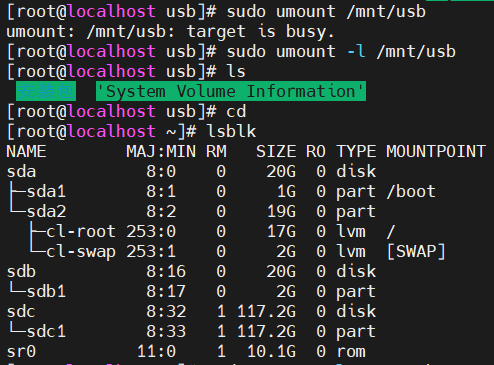 [root@localhost usb]# sudo umount /mnt/usb
umount: /mnt/usb: target is busy.
[root@localhost usb]# sudo umount -l /mnt/usb
[root@localhost usb]# ls
'System Volume Information'
[root@localhost usb]# cd
[root@localhost ~]# lsblk
NAME        MAJ:MIN RM   SIZE RO TYPE MOUNTPOINT
sda           8:0    0    20G  0 disk
├─sda1        8:1    0     1G  0 part /boot
└─sda2        8:2    0    19G  0 part
  ├─cl-root 253:0    0    17G  0 lvm  /
  └─cl-swap 253:1    0     2G  0 lvm  [SWAP]
sdb           8:16   0    20G  0 disk
└─sdb1        8:17   0     2G  0 part
sdc           8:32   1 117.2G  0 disk
└─sdc1        8:33   1 117.2G  0 part
sr0          11:0    1  10.1G  0 rom